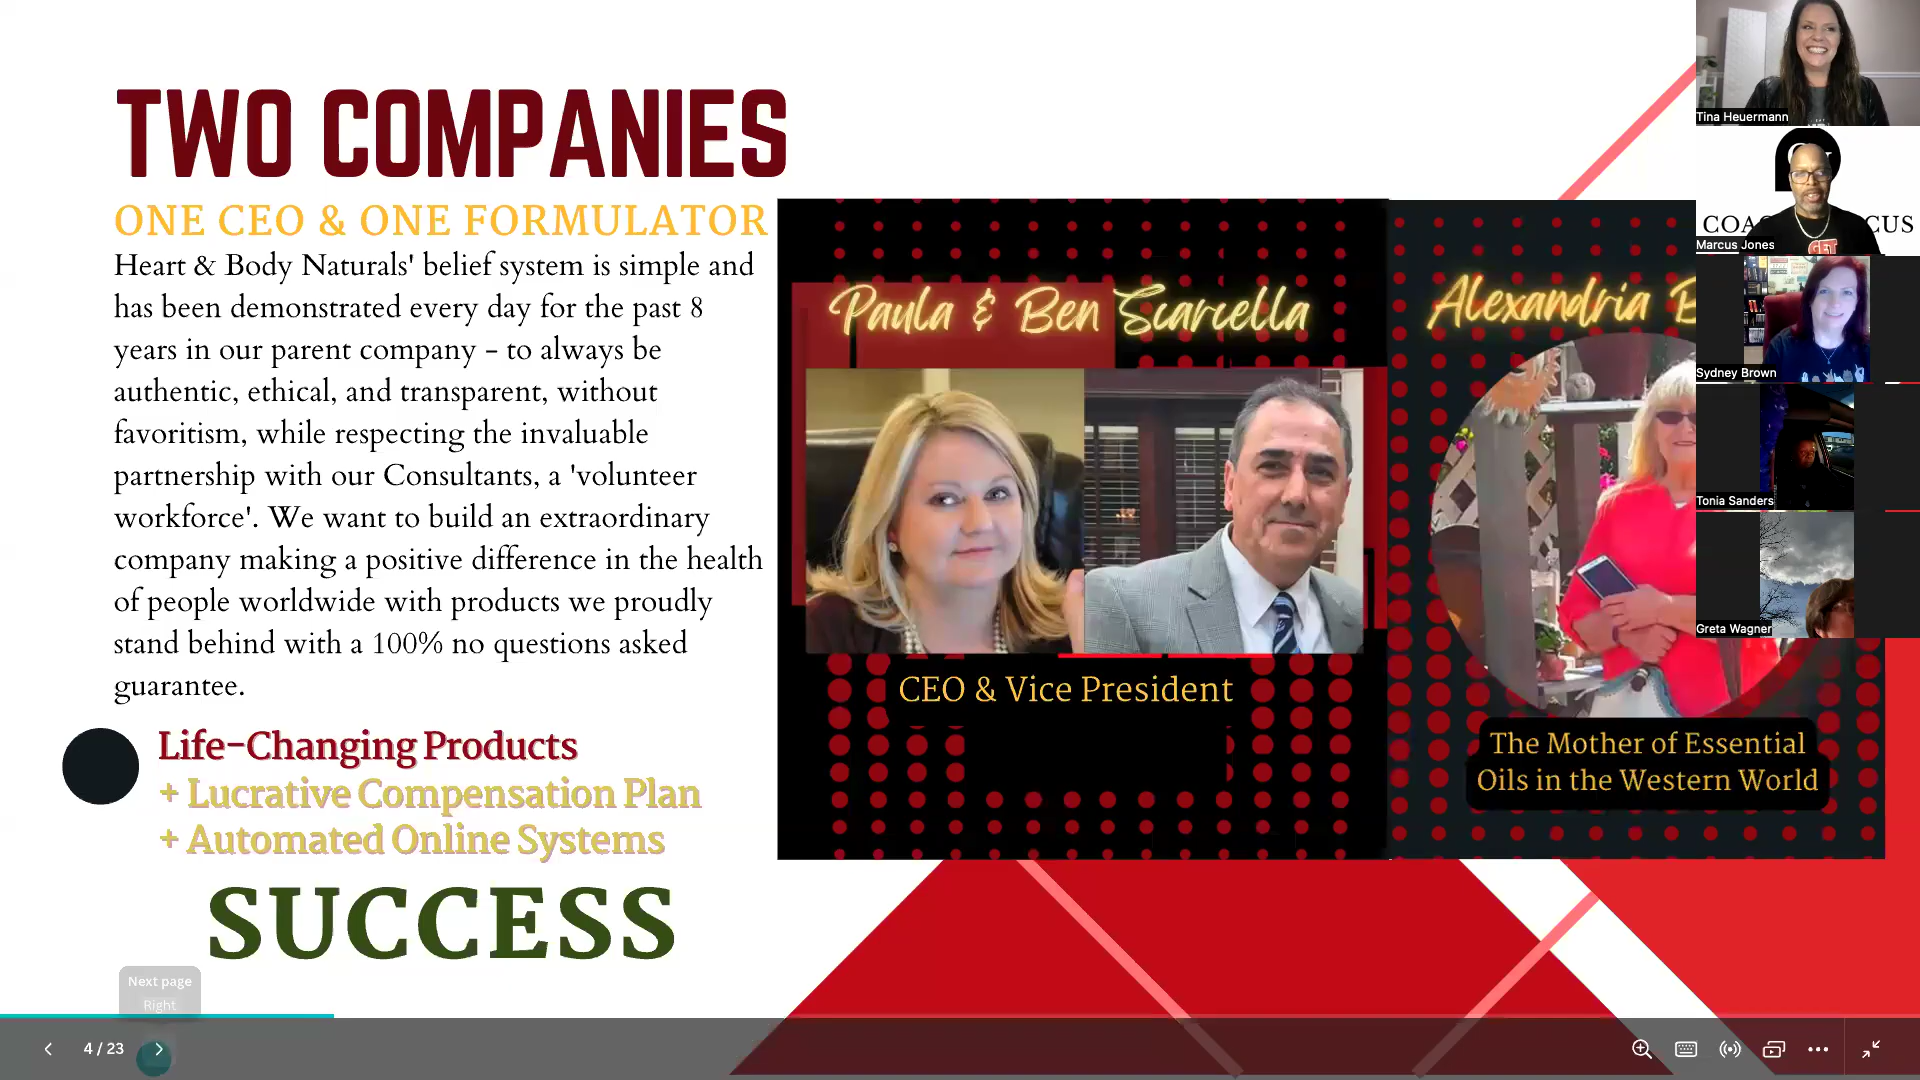 TWO COMPANIES
ONE CEO & ONE FORMULATOR
Heart & Body Naturals' belief system is simple and
has been demonstrated every day for the past 8
years in our parent company - to always be
authentic, ethical, and transparent, without
favoritism, while respecting the invaluable
partnership with our Consultants, a 'volunteer
workforce'. We want to build an extraordinary
company making a positive difference in the health
of people worldwide with products we proudly
stand behind with a 100% no questions asked
guarantee.
Life-Changing Products
+ Lucrative Compensation Plan
+ Automated Online Systems
SUCCESS
Paula & Ben Scarcella
CEO & Vice President
Alexandria B
The Mother of Essential
Oils in the Western World
Tina Heuermann
COA CUS
GET
Marcus Jones
Sydney Brown
Tonia Sanders
Greta Wagner
Next page
Right
4 / 23